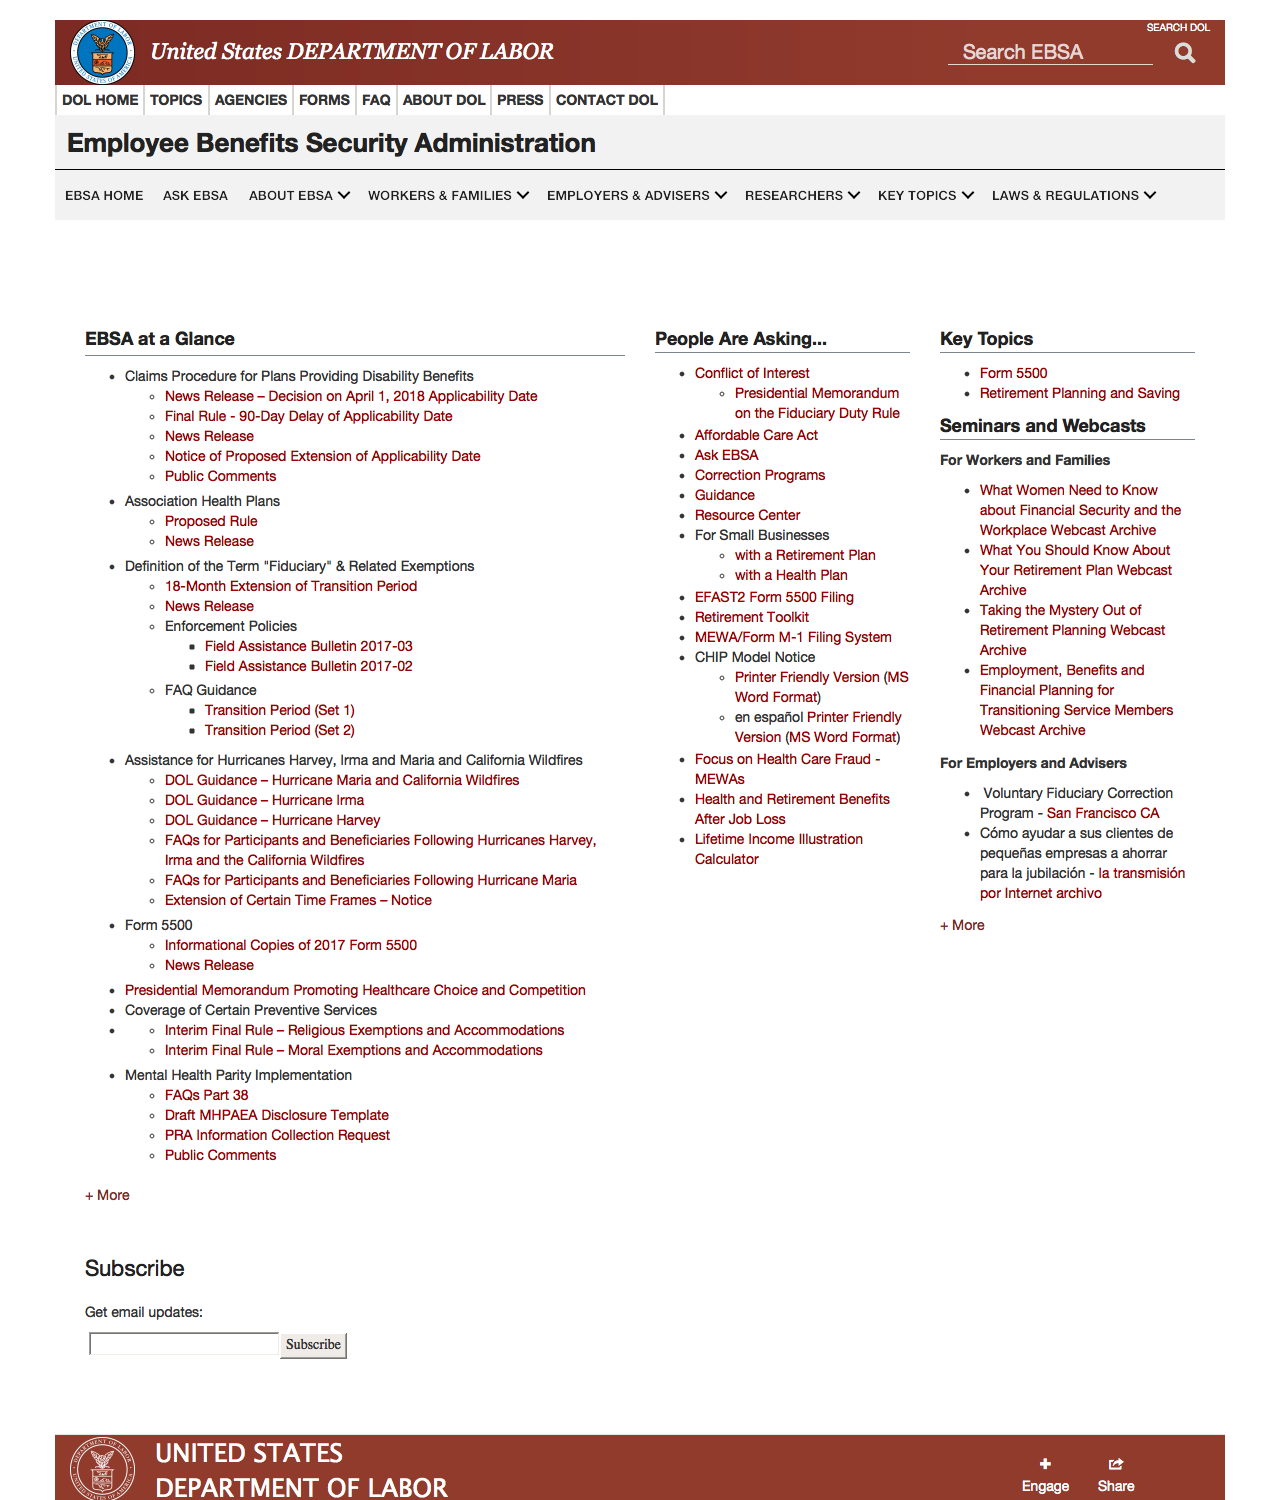 SEARCH DOL
United States DEPARTMENT OF LABOR
Search EBSA
DOL HOME TOPICS AGENCIES FORMS FAQ ABOUT DOL PRESS CONTACT DOL
Employee Benefits Security Administration
EBSA HOME ASK EBSA ABOUT EBSA WORKERS & FAMILIES EMPLOYERS & ADVISERS RESEARCHERS KEY TOPICS LAWS & REGULATIONS
EBSA at a Glance
Claims Procedure for Plans Providing Disability Benefits
News Release – Decision on April 1, 2018 Applicability Date
Final Rule - 90-Day Delay of Applicability Date
News Release
Notice of Proposed Extension of Applicability Date
Public Comments
Association Health Plans
Proposed Rule
News Release
Definition of the Term "Fiduciary" & Related Exemptions
18-Month Extension of Transition Period
News Release
Enforcement Policies
Field Assistance Bulletin 2017-03
Field Assistance Bulletin 2017-02
FAQ Guidance
Transition Period (Set 1)
Transition Period (Set 2)
Assistance for Hurricanes Harvey, Irma and Maria and California Wildfires
DOL Guidance – Hurricane Maria and California Wildfires
DOL Guidance – Hurricane Irma
DOL Guidance – Hurricane Harvey
FAQs for Participants and Beneficiaries Following Hurricanes Harvey,
Irma and the California Wildfires
FAQs for Participants and Beneficiaries Following Hurricane Maria
Extension of Certain Time Frames – Notice
Form 5500
Informational Copies of 2017 Form 5500
News Release
Presidential Memorandum Promoting Healthcare Choice and Competition
Coverage of Certain Preventive Services
Interim Final Rule – Religious Exemptions and Accommodations
Interim Final Rule – Moral Exemptions and Accommodations
Mental Health Parity Implementation
FAQs Part 38
Draft MHPAEA Disclosure Template
PRA Information Collection Request
Public Comments
+ More
People Are Asking...
Conflict of Interest
Presidential Memorandum
on the Fiduciary Duty Rule
Affordable Care Act
Ask EBSA
Correction Programs
Guidance
Resource Center
For Small Businesses
with a Retirement Plan
with a Health Plan
EFAST2 Form 5500 Filing
Retirement Toolkit
MEWA/Form M-1 Filing System
CHIP Model Notice
Printer Friendly Version (MS
Word Format)
en español Printer Friendly
Version (MS Word Format)
Focus on Health Care Fraud -
MEWAs
Health and Retirement Benefits
After Job Loss
Lifetime Income Illustration
Calculator
Key Topics
Form 5500
Retirement Planning and Saving
Seminars and Webcasts
For Workers and Families
What Women Need to Know
about Financial Security and the
Workplace Webcast Archive
What You Should Know About
Your Retirement Plan Webcast
Archive
Taking the Mystery Out of
Retirement Planning Webcast
Archive
Employment, Benefits and
Financial Planning for
Transitioning Service Members
Webcast Archive
For Employers and Advisers
Voluntary Fiduciary Correction
Program - San Francisco CA
Cómo ayudar a sus clientes de
pequeñas empresas a ahorrar
para la jubilación - la transmisión
por Internet archivo
+ More
Subscribe
Get email updates:
Subscribe
UNITED STATES
DEPARTMENT OF LABOR
Engage Share